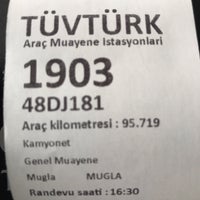 TÜVTÜRK
Araç Muayene İstasyonları
1903
48DJ181
Araç kilometresi : 95.719
Kamyonet
Genel Muayene
Mugla MUGLA
Randevu saati : 16:30